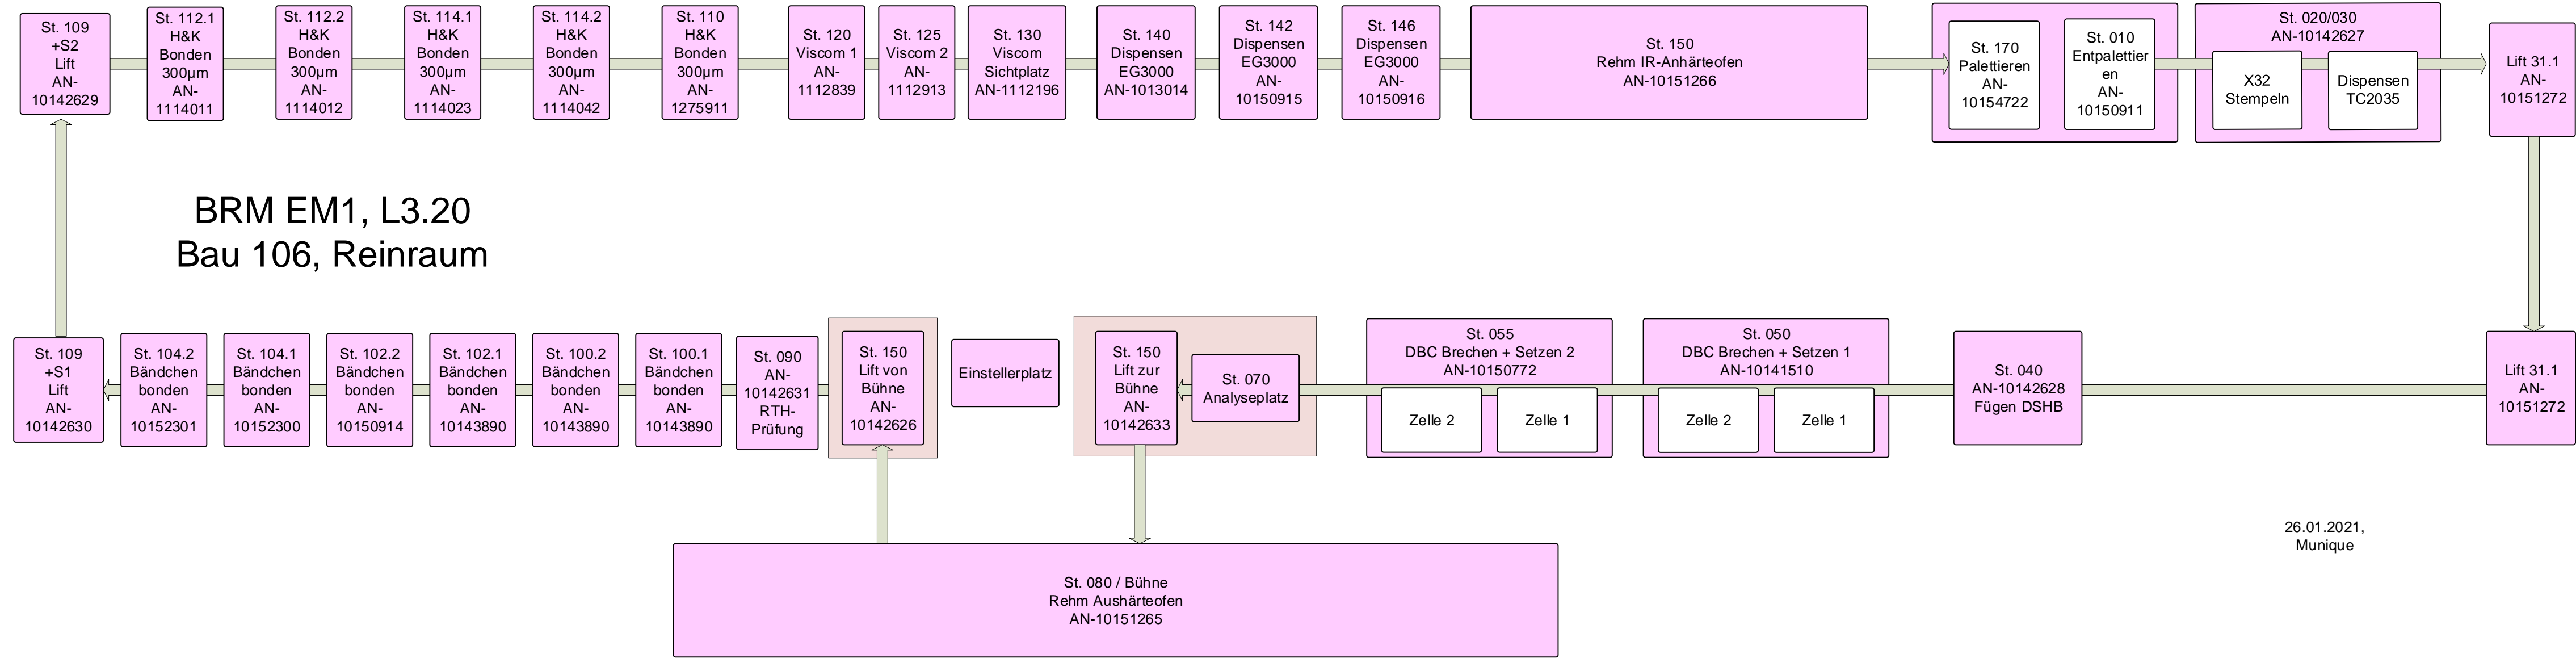 St. 109
+S2
Lift
AN-
10142629
St. 112.1
H&K
Bonden
300µm
AN-
1114011
St. 112.2
H&K
Bonden
300µm
AN-
1114012
St. 114.1
H&K
Bonden
300µm
AN-
1114023
St. 114.2
H&K
Bonden
300µm
AN-
1114042
St. 110
H&K
Bonden
300µm
AN-
1275911
St. 120
Viscom 1
AN-
1112839
St. 125
Viscom 2
AN-
1112913
St. 130
Viscom
Sichtplatz
AN-1112196
St. 140
Dispensen
EG3000
AN-1013014
St. 142
Dispensen
EG3000
AN-
10150915
St. 146
Dispensen
EG3000
AN-
10150916
St. 150
Rehm IR-Anhärteofen
AN-10151266
St. 170
Palettieren
AN-
10154722
St. 010
Entpalettier
en
AN-
10150911
St. 020/030
AN-10142627
X32
Stempeln
Dispensen
TC2035
Lift 31.1
AN-
10151272
BRM EM1, L3.20
Bau 106, Reinraum
St. 109
+S1
Lift
AN-
10142630
St. 104.2
Bändchen
bonden
AN-
10152301
St. 104.1
Bändchen
bonden
AN-
10152300
St. 102.2
Bändchen
bonden
AN-
10150914
St. 102.1
Bändchen
bonden
AN-
10143890
St. 100.2
Bändchen
bonden
AN-
10143890
St. 100.1
Bändchen
bonden
AN-
10143890
St. 090
AN-
10142631
RTH-
Prüfung
St. 150
Lift von
Bühne
AN-
10142626
Einstellerplatz
St. 150
Lift zur
Bühne
AN-
10142633
St. 070
Analyseplatz
St. 055
DBC Brechen + Setzen 2
AN-10150772
Zelle 2
Zelle 1
St. 050
DBC Brechen + Setzen 1
AN-10141510
Zelle 2
Zelle 1
St. 040
AN-10142628
Fügen DSHB
Lift 31.1
AN-
10151272
26.01.2021,
Munique
St. 080 / Bühne
Rehm Aushärteofen
AN-10151265